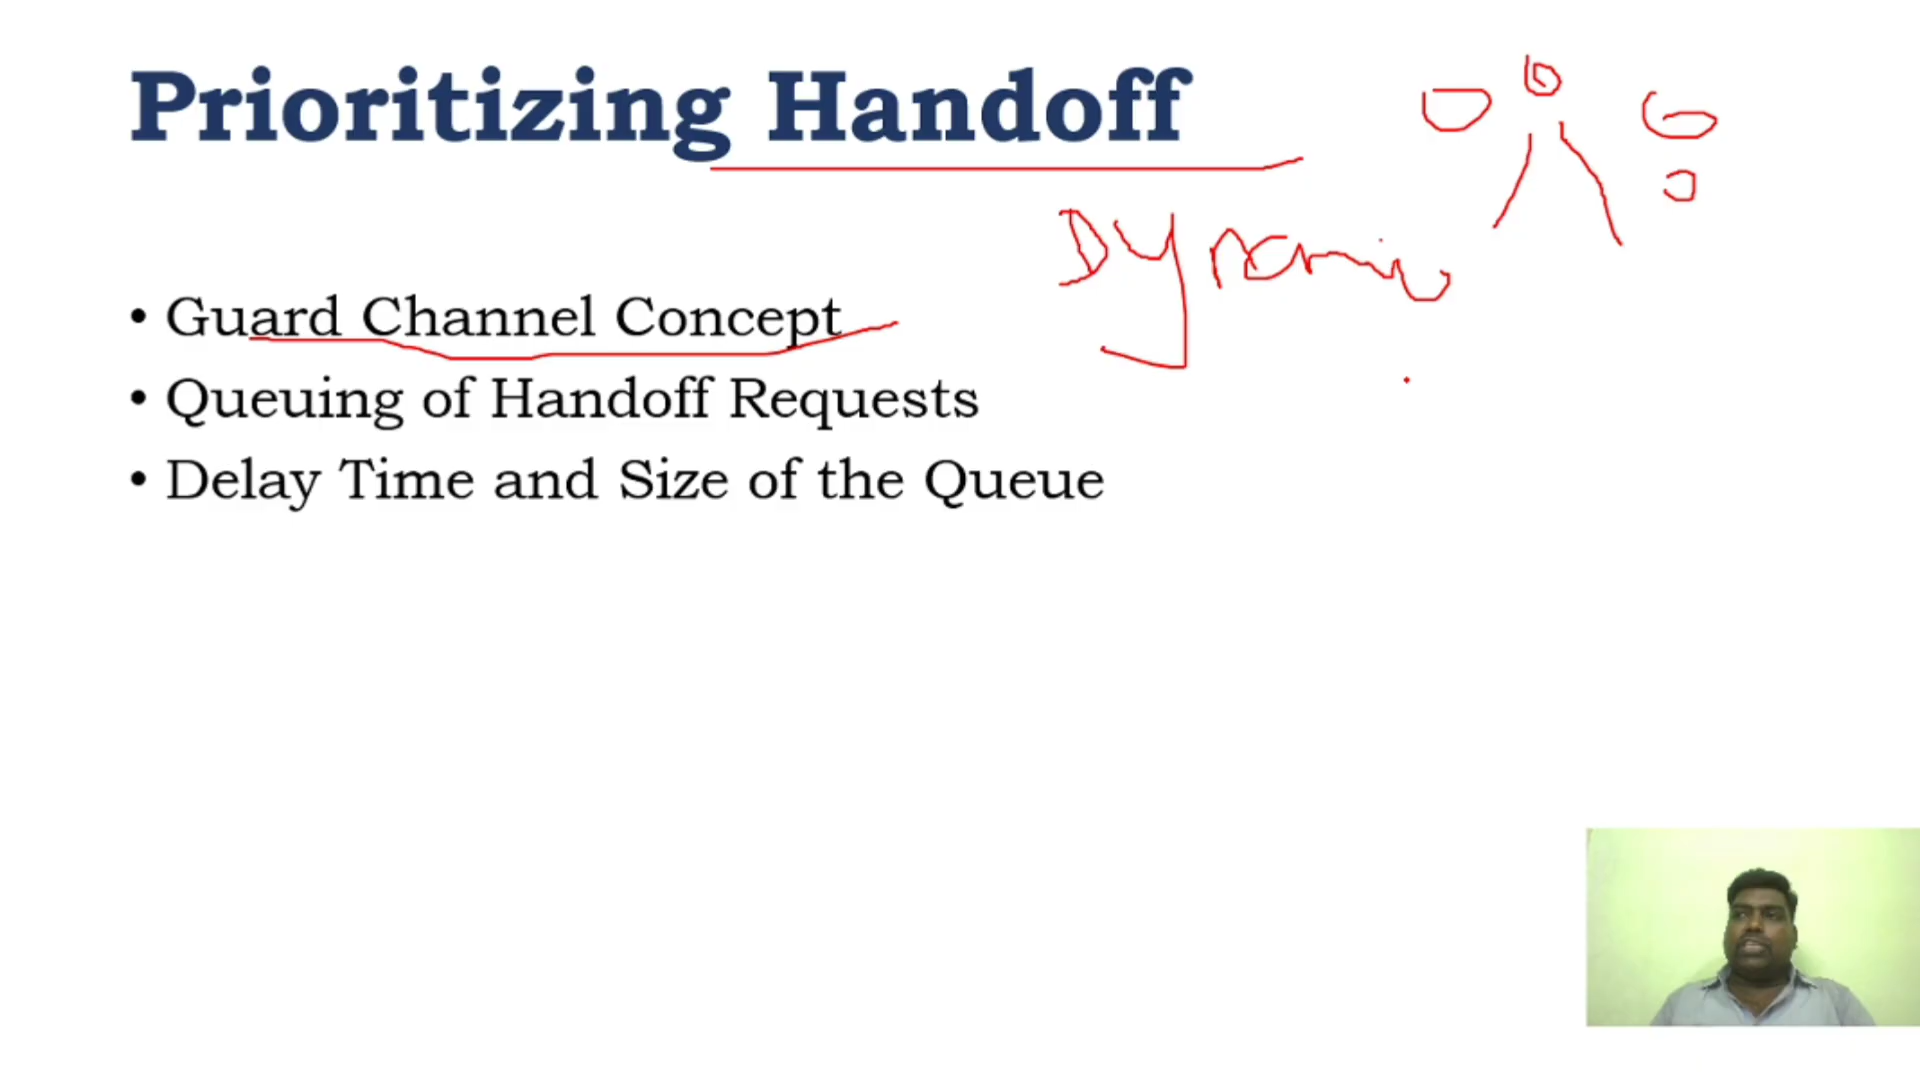 Prioritizing Handoff
Dynamic
• Guard Channel Concept
• Queuing of Handoff Requests
• Delay Time and Size of the Queue